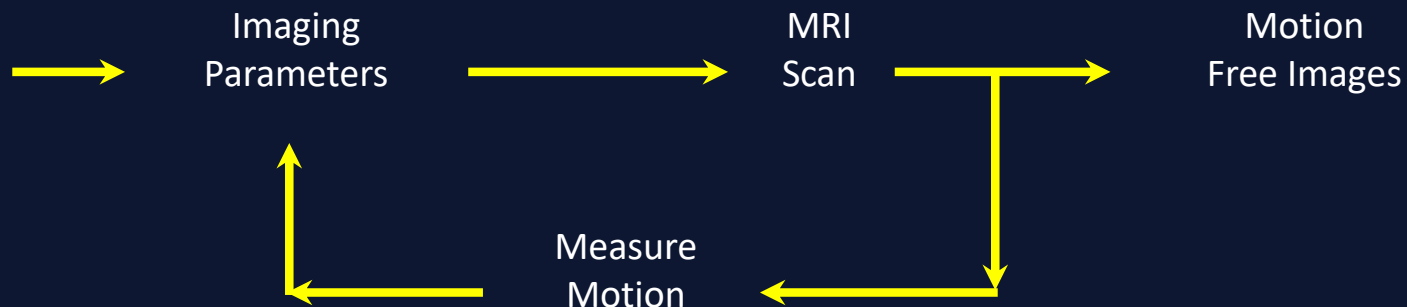 Imaging
Parameters
MRI
Scan
Motion
Free Images
Measure
Motion